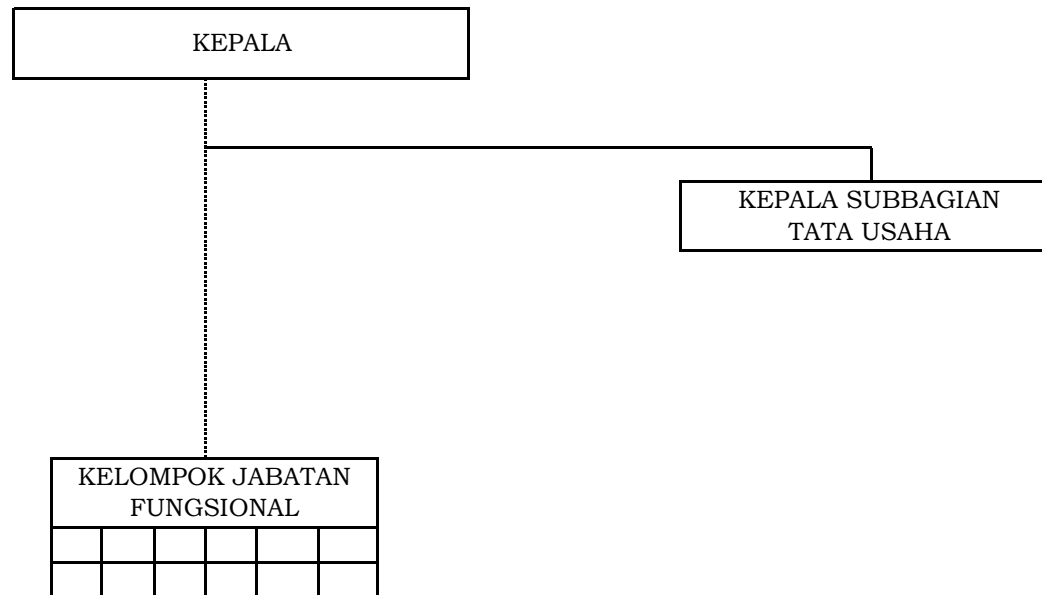 KEPALA
KEPALA SUBBAGIAN
TATA USAHA
KELOMPOK JABATAN
FUNGSIONAL